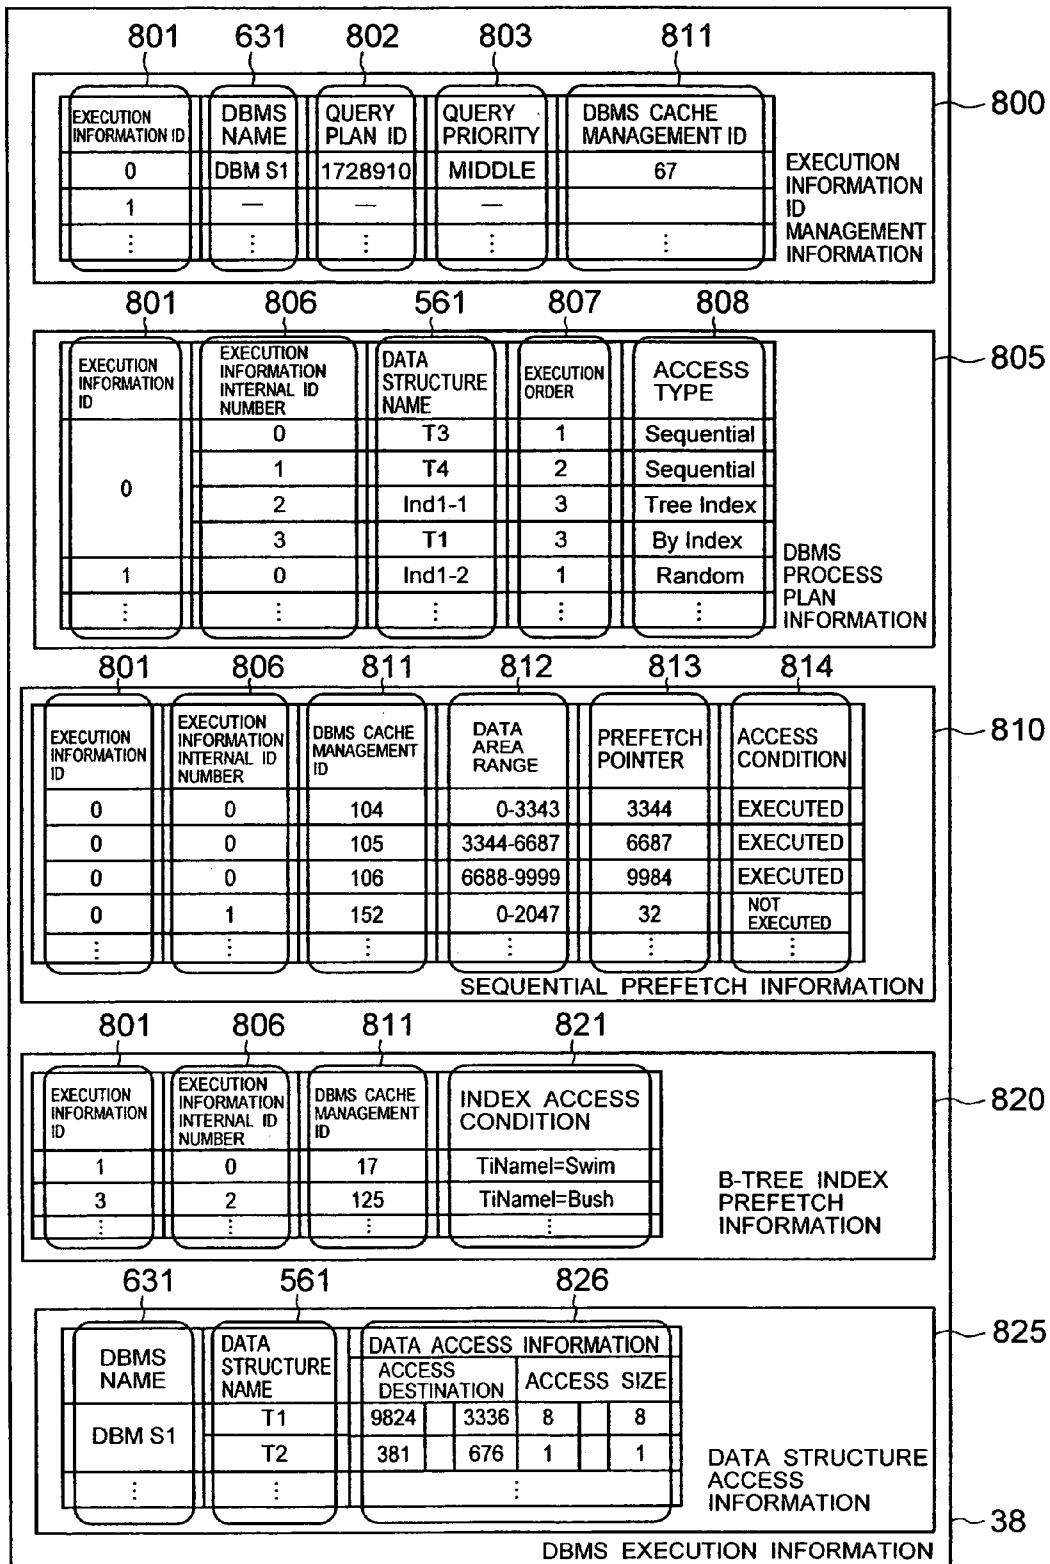 801 631 802 803 811
EXECUTION INFORMATION ID DBMS NAME QUERY PLAN ID QUERY PRIORITY DBMS CACHE MANAGEMENT ID
0 DBM S1 1728910 MIDDLE 67
1 — — —
⋮ ⋮ ⋮ ⋮ ⋮
800
EXECUTION
INFORMATION
ID
MANAGEMENT
INFORMATION
801 806 561 807 808
EXECUTION INFORMATION ID EXECUTION INFORMATION INTERNAL ID NUMBER DATA STRUCTURE NAME EXECUTION ORDER ACCESS TYPE
0
0 T3 1 Sequential
1 T4 2 Sequential
2 Ind1-1 3 Tree Index
3 T1 3 By Index
1 0 Ind1-2 1 Random
⋮ ⋮ ⋮ ⋮ ⋮
805
DBMS
PROCESS
PLAN
INFORMATION
801 806 811 812 813 814
EXECUTION INFORMATION ID EXECUTION INFORMATION INTERNAL ID NUMBER DBMS CACHE MANAGEMENT ID DATA AREA RANGE PREFETCH POINTER ACCESS CONDITION
0 0 104 0-3343 3344 EXECUTED
0 0 105 3344-6687 6687 EXECUTED
0 0 106 6688-9999 9984 EXECUTED
0 1 152 0-2047 32 NOT EXECUTED
⋮ ⋮ ⋮ ⋮ ⋮ ⋮
810
SEQUENTIAL PREFETCH INFORMATION
801 806 811 821
EXECUTION INFORMATION ID EXECUTION INFORMATION INTERNAL ID NUMBER DBMS CACHE MANAGEMENT ID INDEX ACCESS CONDITION
1 0 17 TiNamel=Swim
3 2 125 TiNamel=Bush
⋮ ⋮ ⋮ ⋮
820
B-TREE INDEX
PREFETCH
INFORMATION
631 561 826
DBMS NAME DATA STRUCTURE NAME DATA ACCESS INFORMATION
ACCESS DESTINATION ACCESS SIZE
DBM S1
T1 9824 3336 8 8
T2 381 676 1 1
⋮ ⋮ ⋮
825
DATA STRUCTURE
ACCESS
INFORMATION
38
DBMS EXECUTION INFORMATION